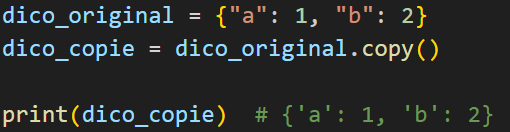 dico_original = {"a": 1, "b": 2}
dico_copie = dico_original.copy()
print(dico_copie)  # {'a': 1, 'b': 2}